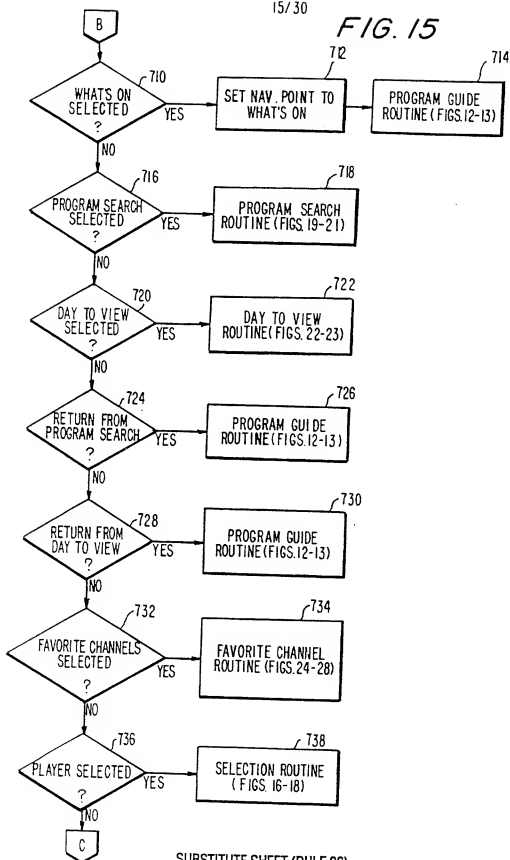 15/30
FIG. 15
B
710
WHAT'S ON
SELECTED
?
YES
NO
712
SET NAV. POINT TO
WHAT'S ON
714
PROGRAM GUIDE
ROUTINE (FIGS. 12-13)
716
PROGRAM SEARCH
SELECTED
?
YES
NO
718
PROGRAM SEARCH
ROUTINE (FIGS. 19-21)
720
DAY TO VIEW
SELECTED
?
YES
NO
722
DAY TO VIEW
ROUTINE (FIGS. 22-23)
724
RETURN FROM
PROGRAM SEARCH
?
YES
NO
726
PROGRAM GUIDE
ROUTINE (FIGS. 12-13)
728
RETURN FROM
DAY TO VIEW
?
YES
NO
730
PROGRAM GUIDE
ROUTINE (FIGS. 12-13)
732
FAVORITE CHANNELS
SELECTED
?
YES
NO
734
FAVORITE CHANNEL
ROUTINE (FIGS. 24-28)
736
PLAYER SELECTED
?
YES
NO
738
SELECTION ROUTINE
(FIGS. 16-18)
C
SUBSTITUTE SHEET (RULE 26)